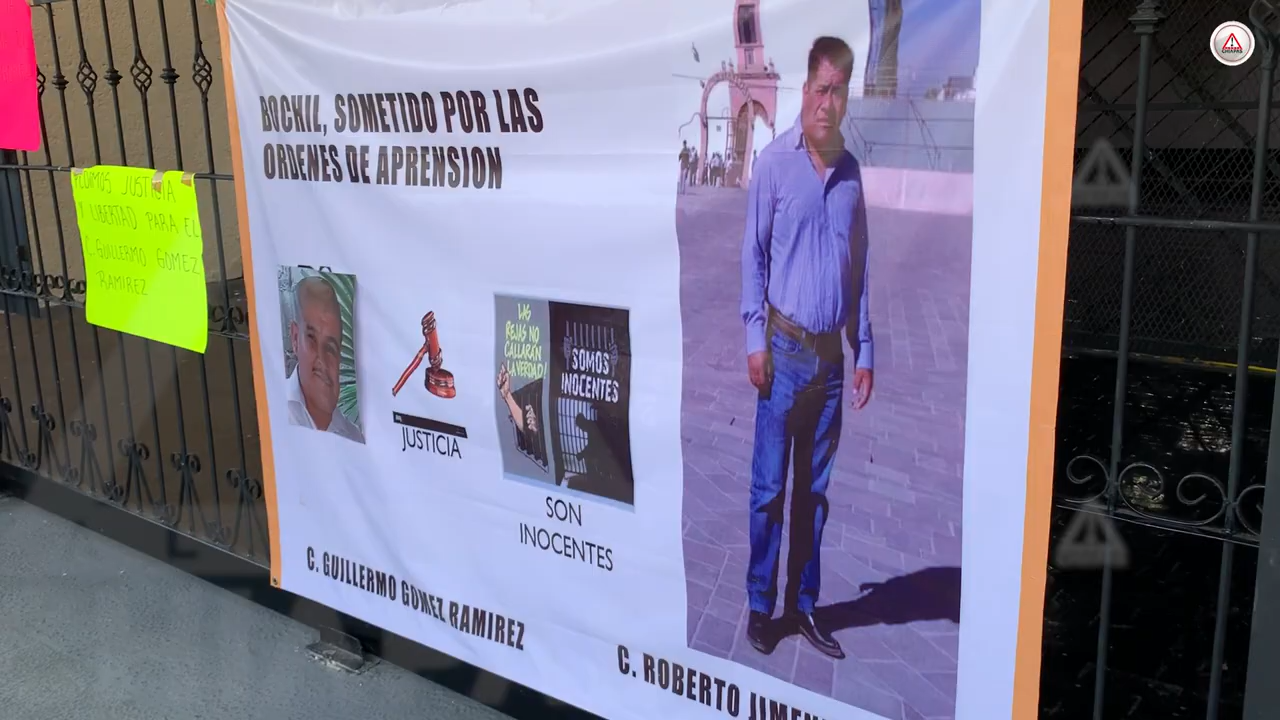 BOCHIL, SOMETIDO POR LAS
ORDENES DE APRENSION
PEDIMOS JUSTICIA
Y LIBERTAD PARA EL
C. GUILLERMO GOMEZ
RAMIREZ
LAS
REJAS NO
CALLARAN
LA VERDAD!
SOMOS
INOCENTES
JUSTICIA
SON
INOCENTES
C. GUILLERMO GOMEZ RAMIREZ
C. ROBERTO
CHIAPAS